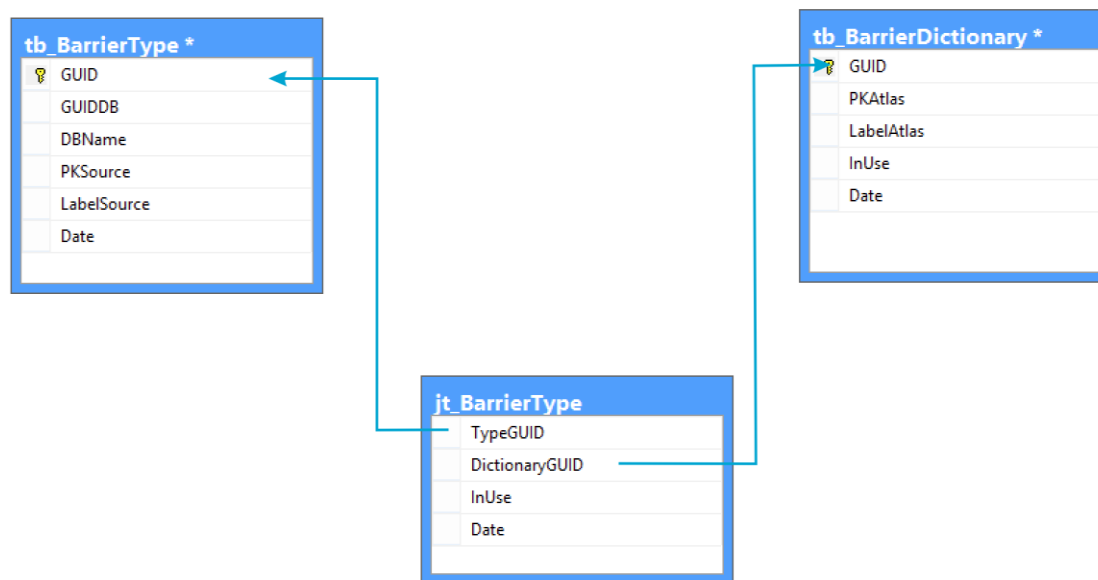 tb_BarrierType *
GUID
GUIDDB
DBName
PKSource
LabelSource
Date
tb_BarrierDictionary *
GUID
PKAtlas
LabelAtlas
InUse
Date
jt_BarrierType
TypeGUID
DictionaryGUID
InUse
Date